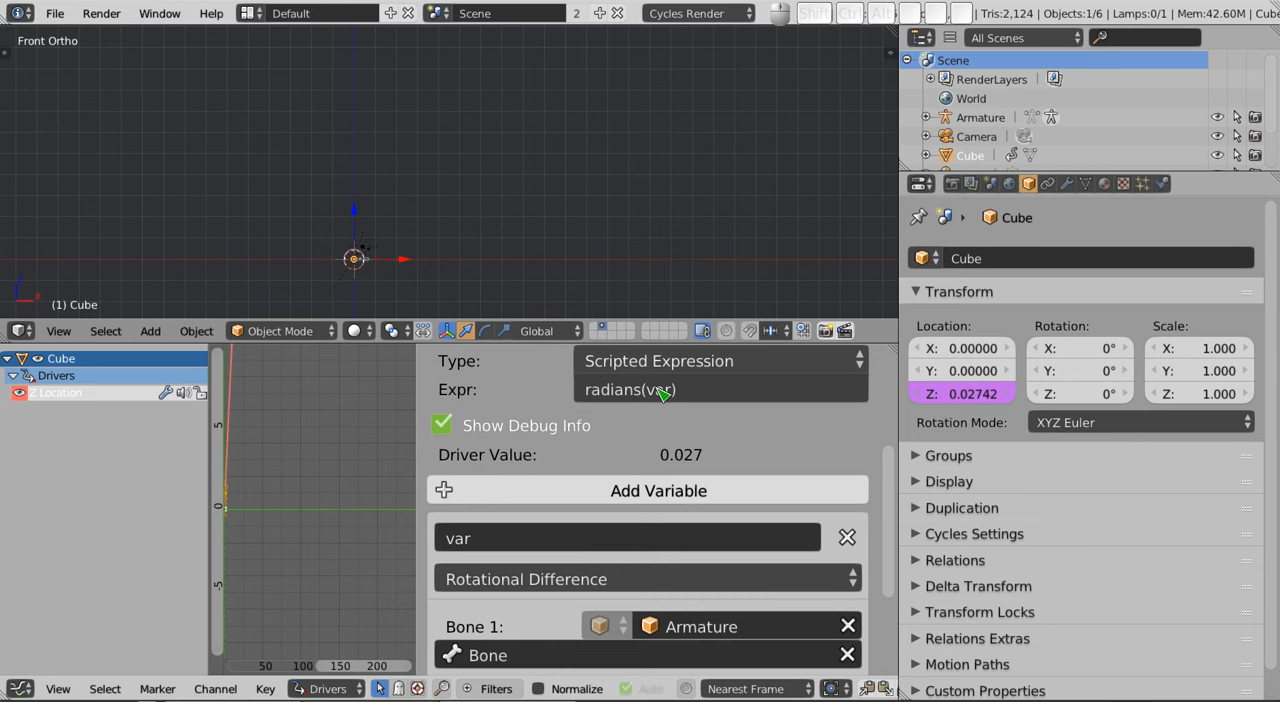 File Render Window Help Default Scene 2 Cycles Render Shift Ctrl Alt | Tris:2,124 | Objects:1/6 | Lamps:0/1 | Mem:42.60M | Cube
Front Ortho
z
x
(1) Cube
View Select Add Object Object Mode Global
All Scenes
Scene
RenderLayers
World
Armature
Camera
Cube
Cube
Cube
Transform
Location: Rotation: Scale:
X: 0.00000 X: 0° X: 1.000
Y: 0.00000 Y: 0° Y: 1.000
Z: 0.02742 Z: 0° Z: 1.000
Rotation Mode: XYZ Euler
Groups
Display
Duplication
Cycles Settings
Relations
Delta Transform
Transform Locks
Relations Extras
Motion Paths
Custom Properties
Cube
Drivers
Z Location
5
0
-5
50 100 150 200
Type: Scripted Expression
Expr: radians(var)
Show Debug Info
Driver Value: 0.027
Add Variable
var
Rotational Difference
Bone 1: Armature
Bone
View Select Marker Channel Key Drivers Filters Normalize Auto Nearest Frame